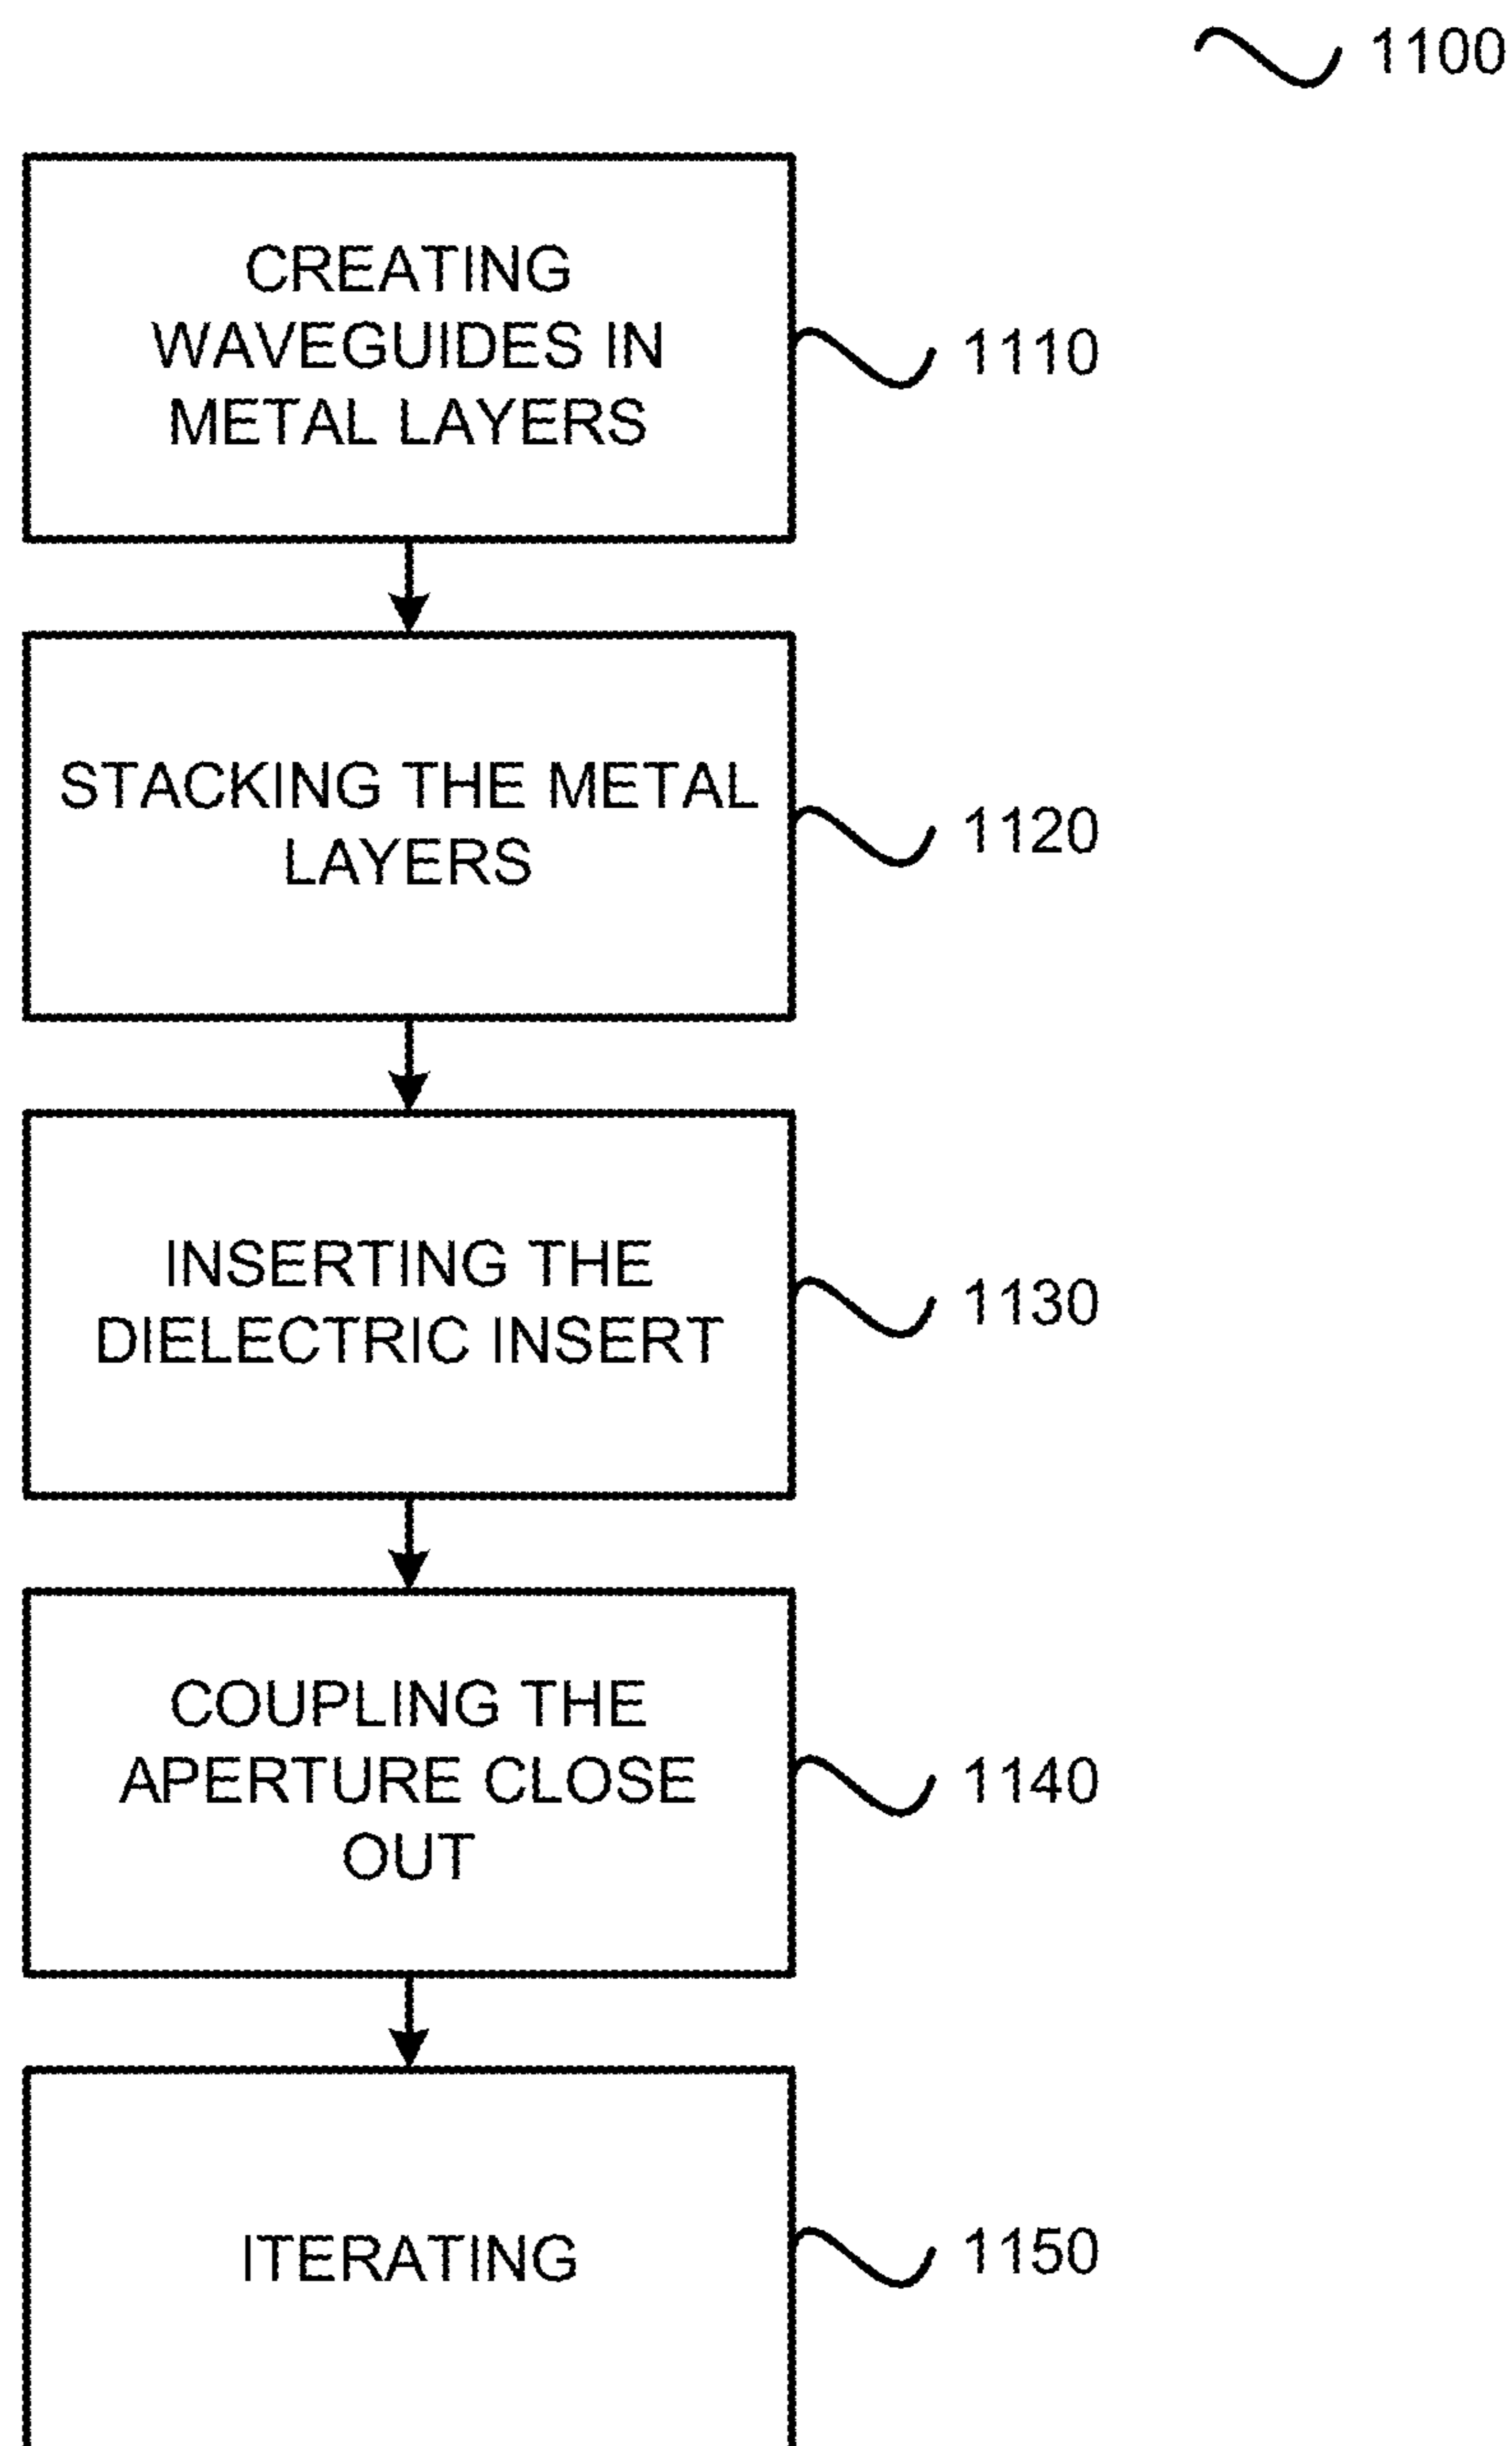 1100
CREATING
WAVEGUIDES IN
METAL LAYERS
1110
STACKING THE METAL
LAYERS
1120
INSERTING THE
DIELECTRIC INSERT
1130
COUPLING THE
APERTURE CLOSE
OUT
1140
ITERATING
1150